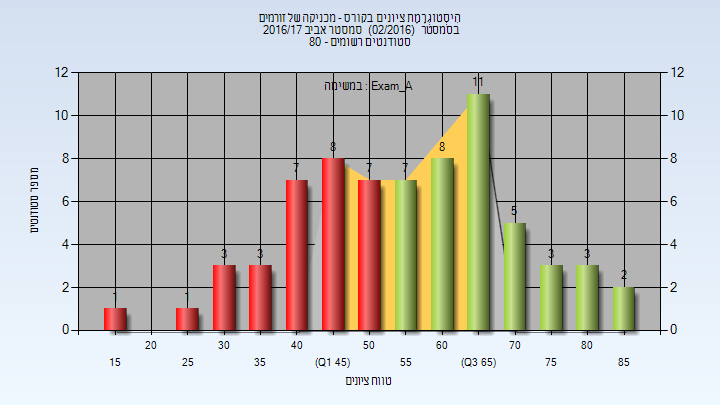 היסטוגרמת ציונים בקורס - מכניקה של זורמים
בסמסטר (02/2016) סמסטר אביב 2016/17
סטודנטים רשומים - 80
במשימה : Exam_A
מספר סטודנטים
12 12
10 10
8 8
6 6
4 4
2 2
0 0
1 1 3 3 7 8 7 7 8 11 5 3 3 2
20 30 40 50 60 70 80
15 25 35 (Q1 45) 55 (Q3 65) 75 85
טווח ציונים